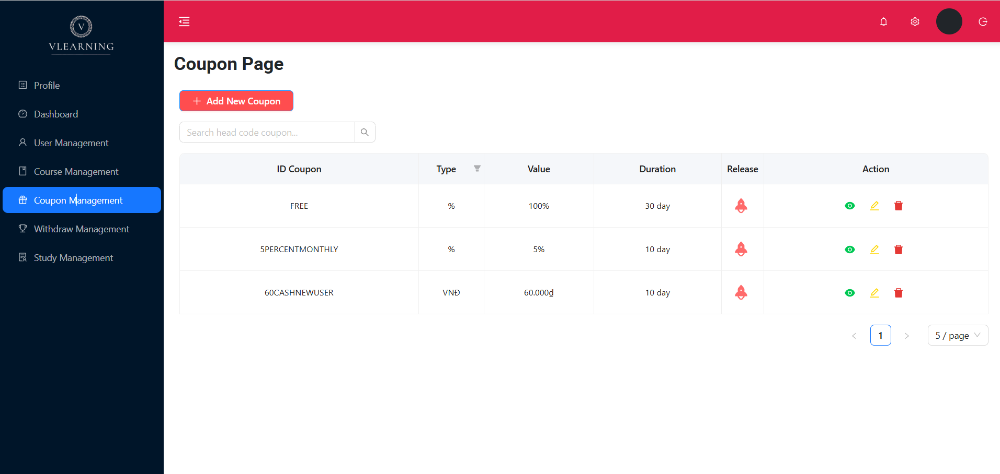 V
VLEARNING
Profile
Dashboard
User Management
Course Management
Coupon Management
Withdraw Management
Study Management
Coupon Page
Add New Coupon
Search head code coupon...
ID Coupon Type Value Duration Release Action
FREE % 100% 30 day
5PERCENTMONTHLY % 5% 10 day
60CASHNEWUSER VNĐ 60.000₫ 10 day
1 5 / page